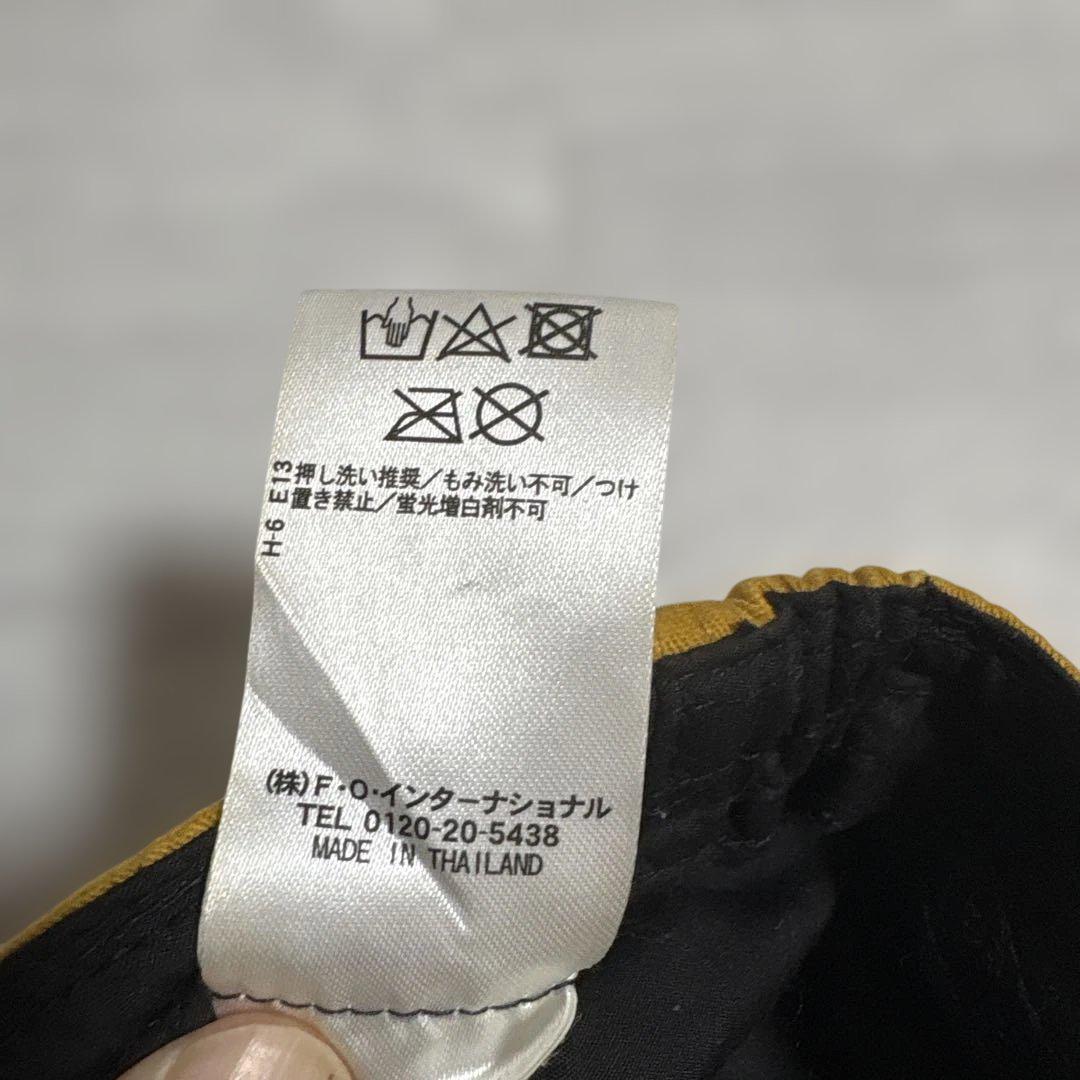 押し洗い推奨/もみ洗い不可/つけ
置き禁止/蛍光増白剤不可
H-6 E13
(株)F・O・インターナショナル
TEL 0120-20-5438
MADE IN THAILAND